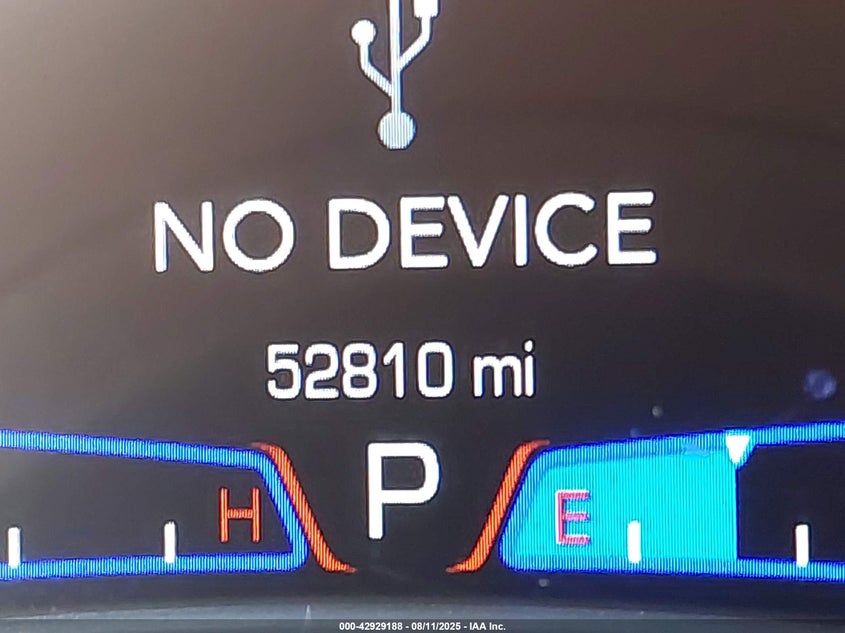 NO DEVICE
52810 mi
H P E
000-42929188 - 08/11/2025 - IAA Inc.